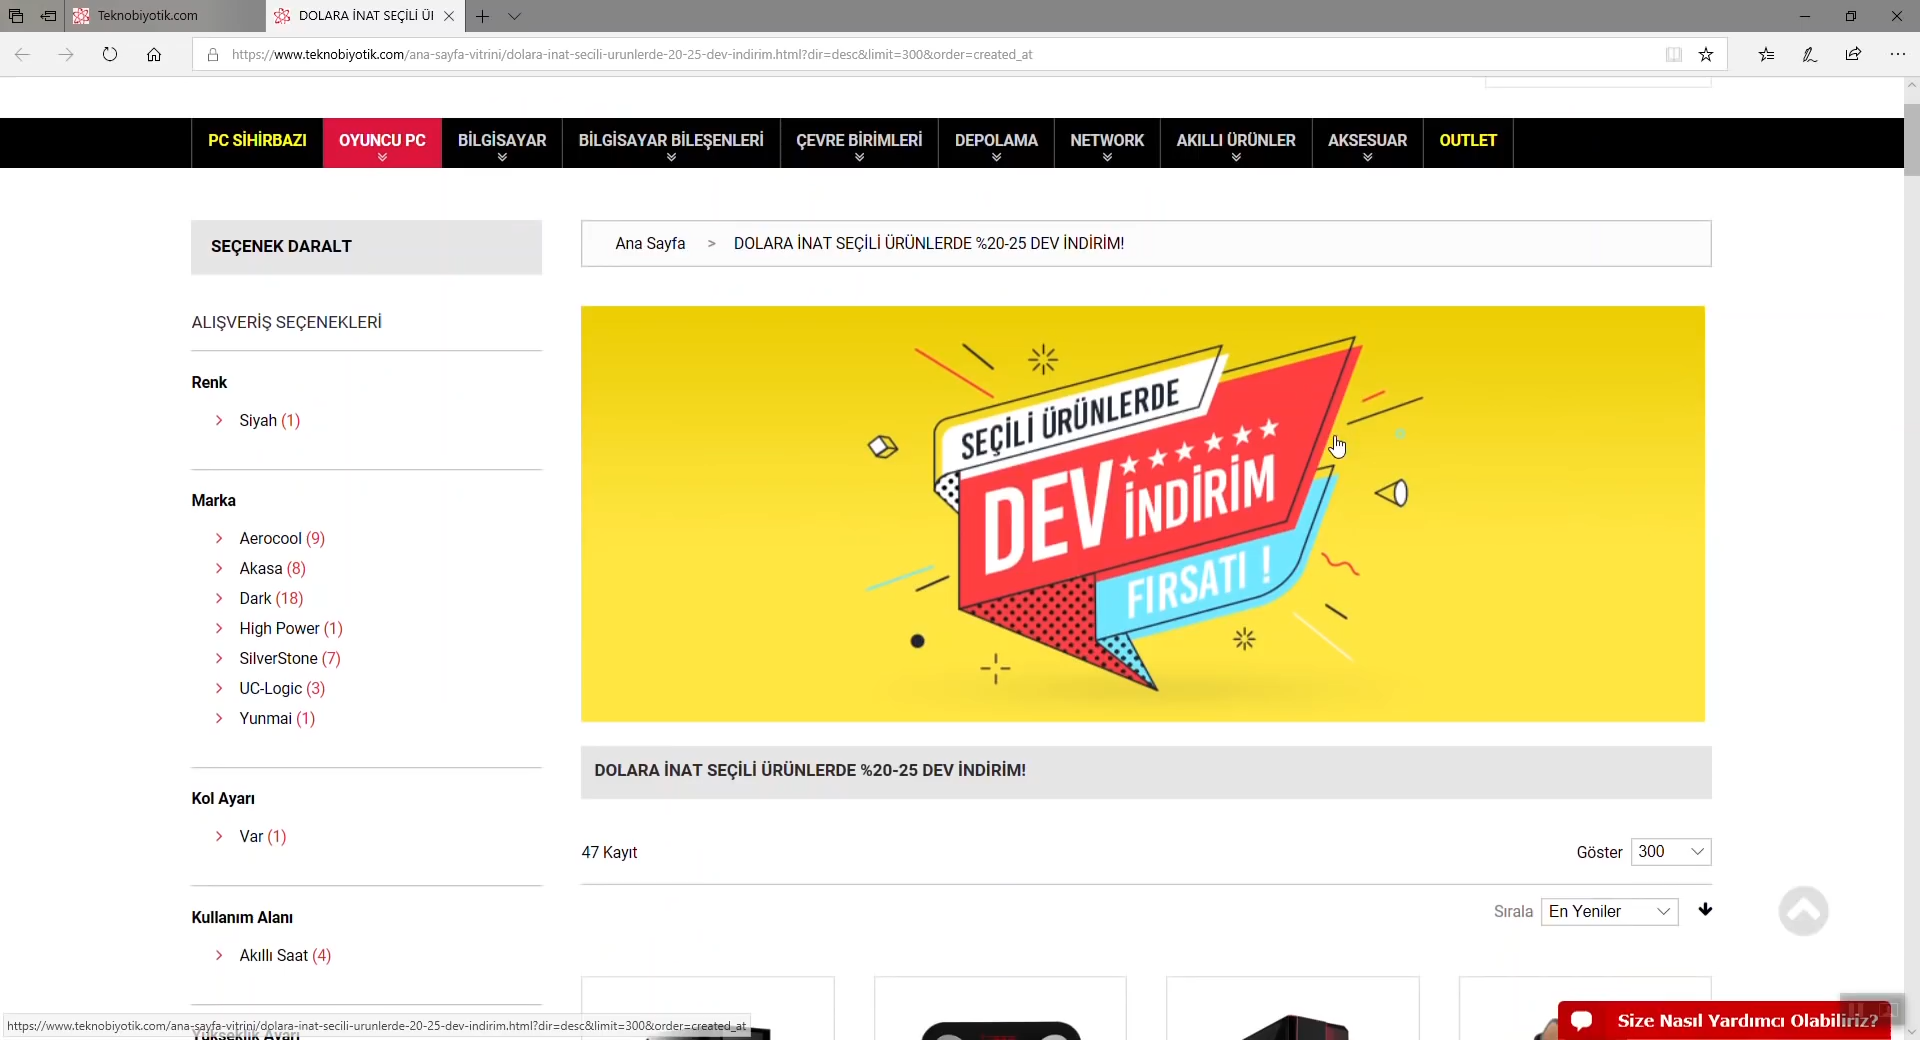 Teknobiyotik.com
DOLARA İNAT SEÇİLİ ÜI
https://www.teknobiyotik.com/ana-sayfa-vitrini/dolara-inat-secili-urunlerde-20-25-dev-indirim.html?dir=desc&limit=300&order=created_at
PC SİHİRBAZI OYUNCU PC BİLGİSAYAR BİLGİSAYAR BİLEŞENLERİ ÇEVRE BİRİMLERİ DEPOLAMA NETWORK AKILLI ÜRÜNLER AKSESUAR OUTLET
SEÇENEK DARALT
Ana Sayfa > DOLARA İNAT SEÇİLİ ÜRÜNLERDE %20-25 DEV İNDİRİM!
ALIŞVERİŞ SEÇENEKLERİ
Renk
Siyah (1)
Marka
Aerocool (9)
Akasa (8)
Dark (18)
High Power (1)
SilverStone (7)
UC-Logic (3)
Yunmai (1)
Kol Ayarı
Var (1)
Kullanım Alanı
Akıllı Saat (4)
Yükseklik Ayarı
SEÇİLİ ÜRÜNLERDE
DEV İNDİRİM
FIRSATI !
DOLARA İNAT SEÇİLİ ÜRÜNLERDE %20-25 DEV İNDİRİM!
47 Kayıt
Göster 300
Sırala En Yeniler
https://www.teknobiyotik.com/ana-sayfa-vitrini/dolara-inat-secili-urunlerde-20-25-dev-indirim.html?dir=desc&limit=300&order=created_at
Size Nasıl Yardımcı Olabiliriz?